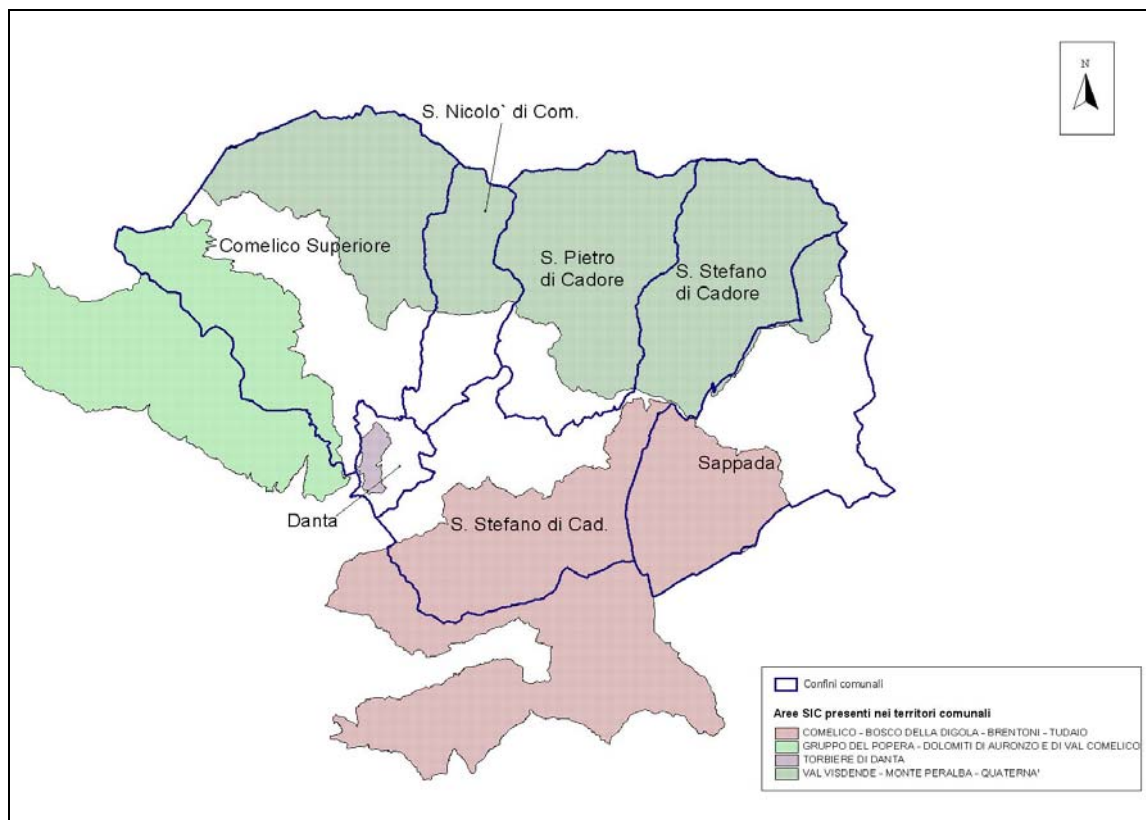 N
S. Nicolo` di Com.
Comelico Superiore
S. Pietro
di Cadore
S. Stefano
di Cadore
Sappada
Danta
S. Stefano di Cad.
Confini comunali
Aree SIC presenti nei territori comunali
COMELICO - BOSCO DELLA DIGOLA - BRENTONI - TUDAIO
GRUPPO DEL POPERA - DOLOMITI DI AURONZO E DI VAL COMELICO
TORBIERE DI DANTA
VAL VISDENDE - MONTE PERALBA - QUATERNA'